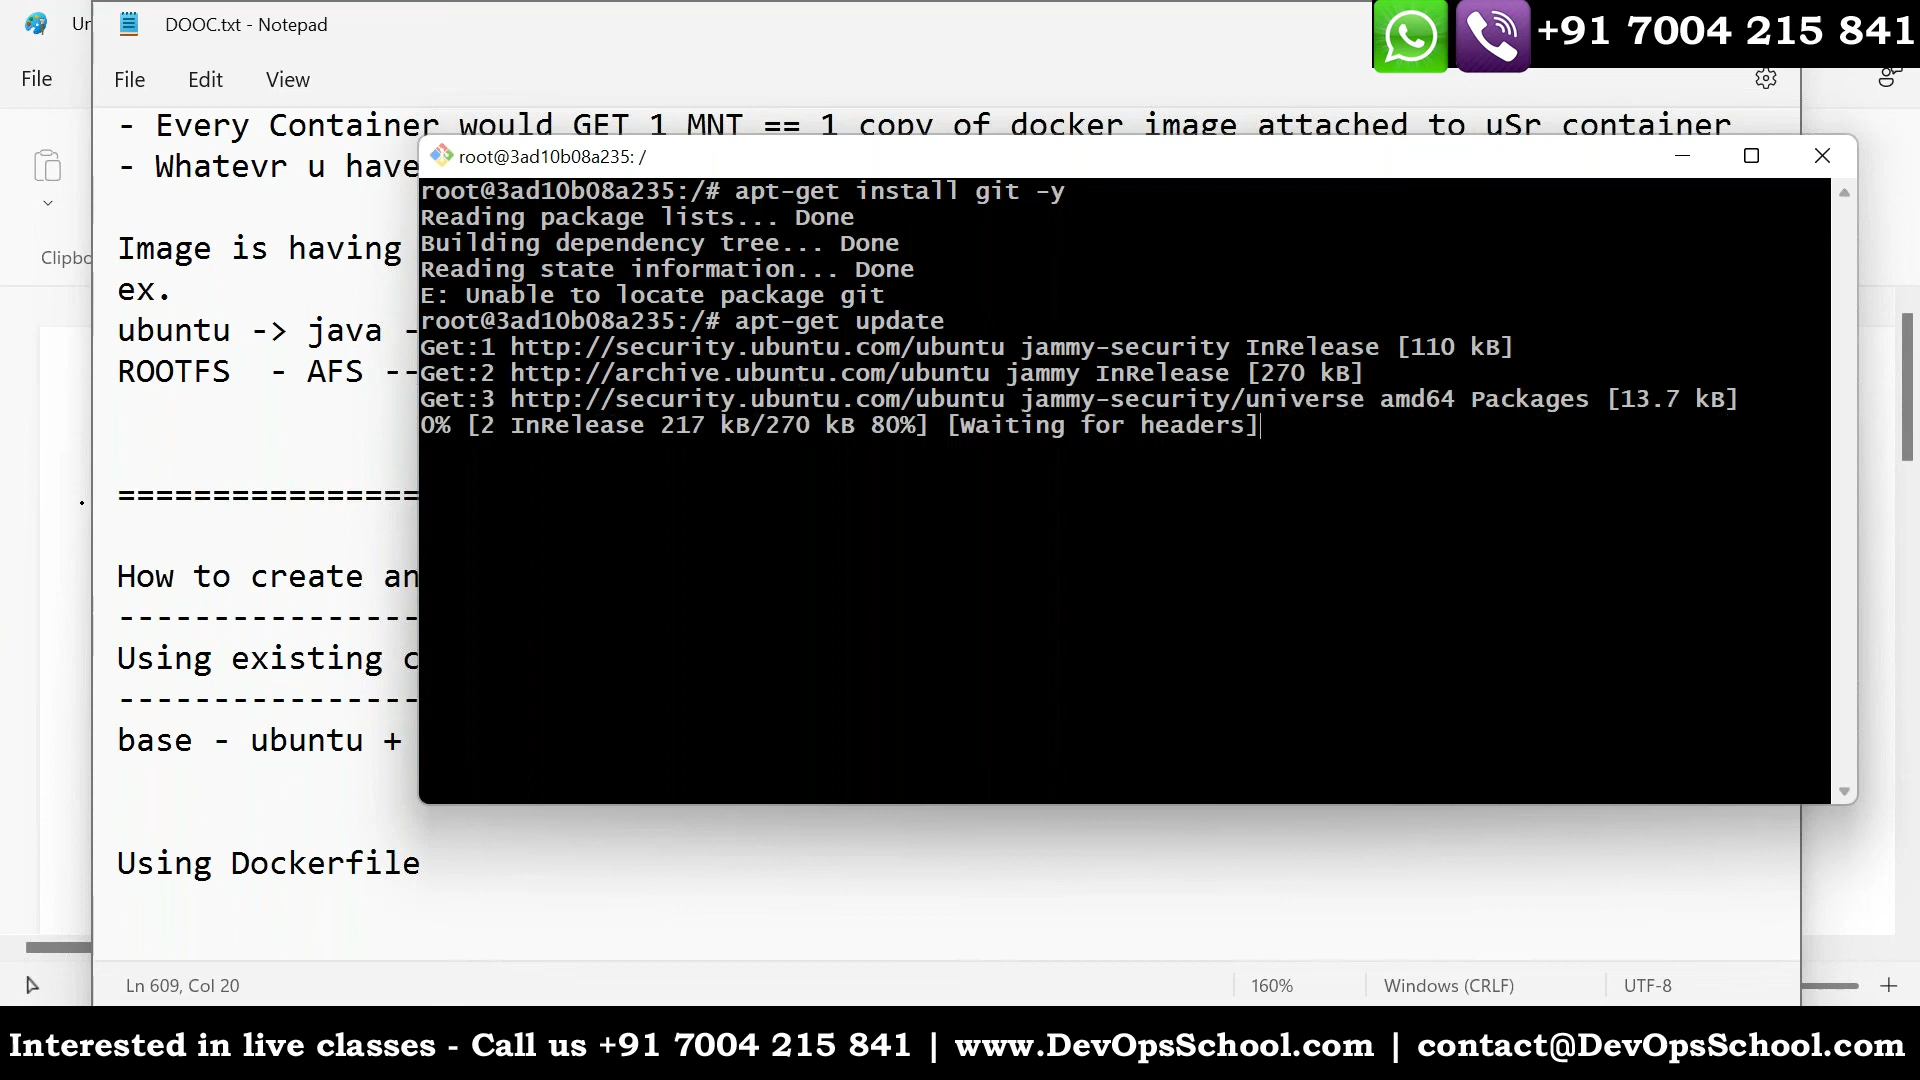 Un
DOOC.txt - Notepad
+91 7004 215 841
File
File Edit View
- Every Container would GET 1 MNT == 1 copy of docker image attached to uSr container
- Whatevr u have
root@3ad10b08a235: /
root@3ad10b08a235:/# apt-get install git -y
Reading package lists... Done
Building dependency tree... Done
Reading state information... Done
E: Unable to locate package git
root@3ad10b08a235:/# apt-get update
Get:1 http://security.ubuntu.com/ubuntu jammy-security InRelease [110 kB]
Get:2 http://archive.ubuntu.com/ubuntu jammy InRelease [270 kB]
Get:3 http://security.ubuntu.com/ubuntu jammy-security/universe amd64 Packages [13.7 kB]
0% [2 InRelease 217 kB/270 kB 80%] [Waiting for headers]
Clipbo
Image is having
ex.
ubuntu -> java -
ROOTFS - AFS --
================
How to create an
----------------
Using existing c
----------------
base - ubuntu +
Using Dockerfile
Ln 609, Col 20
160%
Windows (CRLF)
UTF-8
Interested in live classes - Call us +91 7004 215 841 | www.DevOpsSchool.com | contact@DevOpsSchool.com